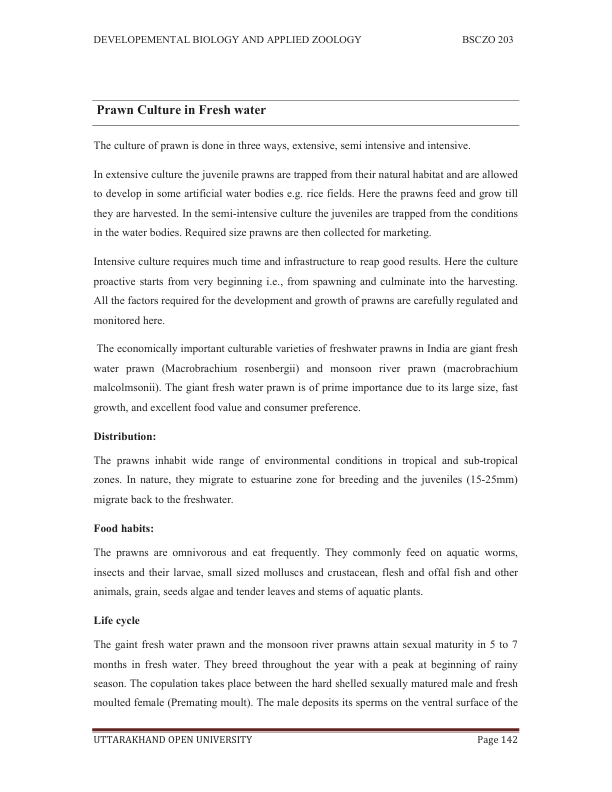 DEVELOPEMENTAL BIOLOGY AND APPLIED ZOOLOGY BSCZO 203
Prawn Culture in Fresh water
The culture of prawn is done in three ways, extensive, semi intensive and intensive.
In extensive culture the juvenile prawns are trapped from their natural habitat and are allowed
to develop in some artificial water bodies e.g. rice fields. Here the prawns feed and grow till
they are harvested. In the semi-intensive culture the juveniles are trapped from the conditions
in the water bodies. Required size prawns are then collected for marketing.
Intensive culture requires much time and infrastructure to reap good results. Here the culture
proactive starts from very beginning i.e., from spawning and culminate into the harvesting.
All the factors required for the development and growth of prawns are carefully regulated and
monitored here.
The economically important culturable varieties of freshwater prawns in India are giant fresh
water prawn (Macrobrachium rosenbergii) and monsoon river prawn (macrobrachium
malcolmsonii). The giant fresh water prawn is of prime importance due to its large size, fast
growth, and excellent food value and consumer preference.
Distribution:
The prawns inhabit wide range of environmental conditions in tropical and sub-tropical
zones. In nature, they migrate to estuarine zone for breeding and the juveniles (15-25mm)
migrate back to the freshwater.
Food habits:
The prawns are omnivorous and eat frequently. They commonly feed on aquatic worms,
insects and their larvae, small sized molluscs and crustacean, flesh and offal fish and other
animals, grain, seeds algae and tender leaves and stems of aquatic plants.
Life cycle
The gaint fresh water prawn and the monsoon river prawns attain sexual maturity in 5 to 7
months in fresh water. They breed throughout the year with a peak at beginning of rainy
season. The copulation takes place between the hard shelled sexually matured male and fresh
moulted female (Premating moult). The male deposits its sperms on the ventral surface of the
UTTARAKHAND OPEN UNIVERSITY Page 142